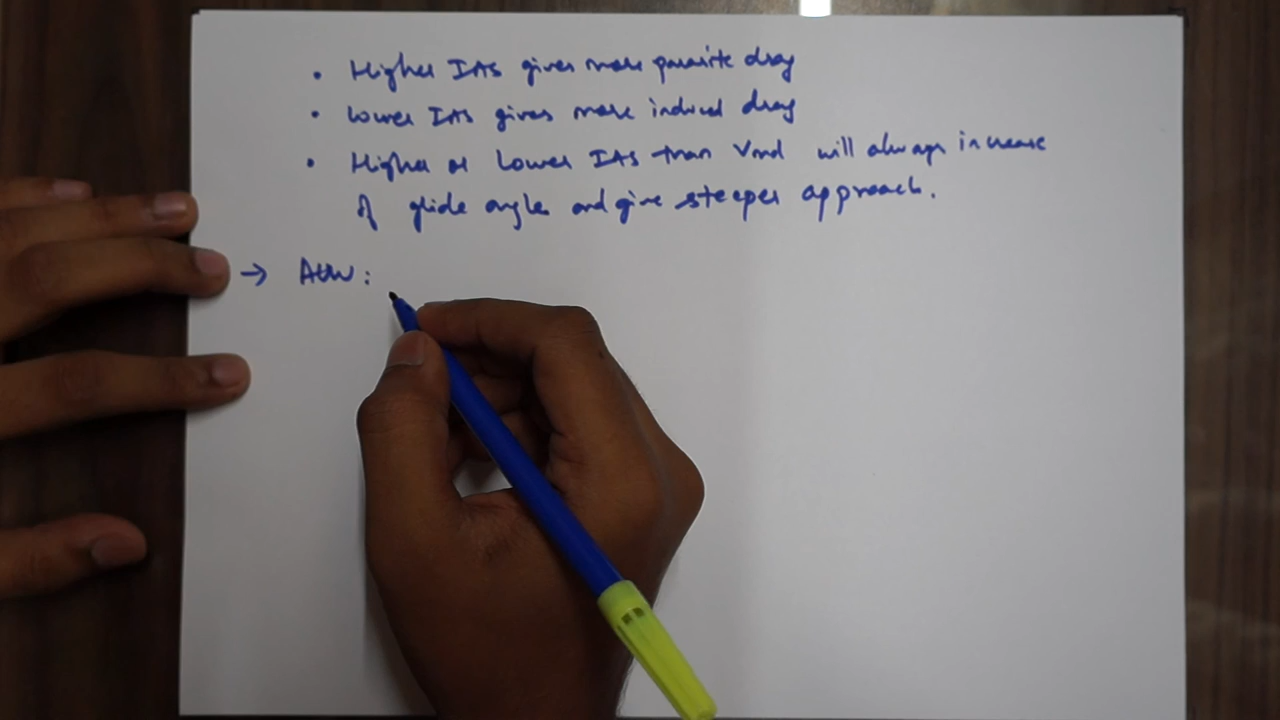 • Higher IAS gives more parasite drag
• Lower IAS gives more induced drag
• Higher or Lower IAS than Vmd will always increase
of glide angle and give steeper approach.
→ AUW: